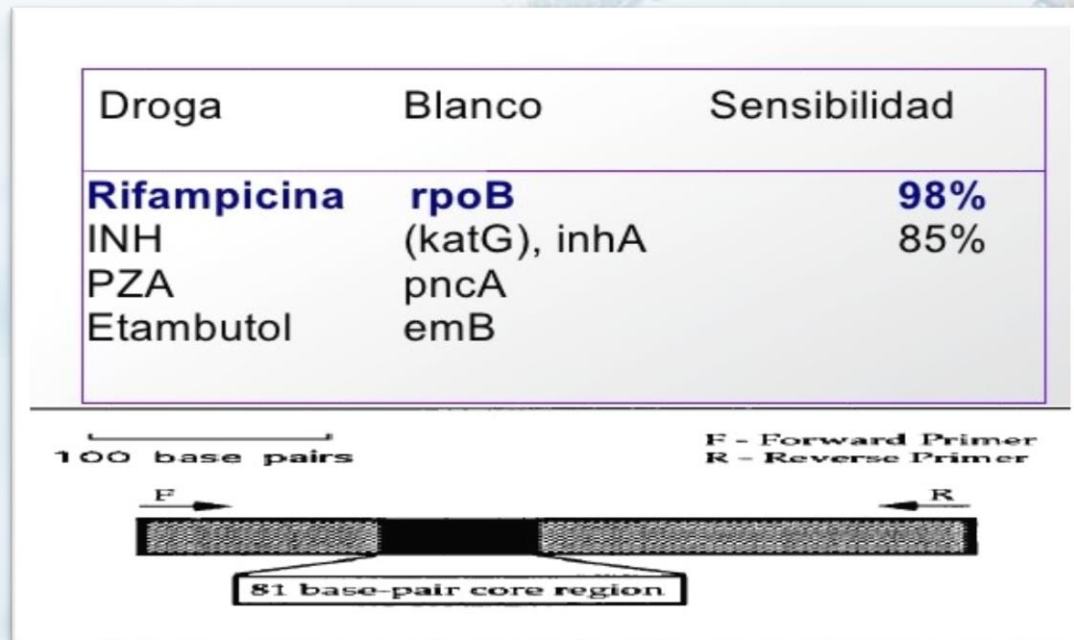 Droga Blanco Sensibilidad
Rifampicina rpoB 98%
INH (katG), inhA 85%
PZA pncA
Etambutol emB
100 base pairs
F - Forward Primer
R - Reverse Primer
F R
81 base-pair core region